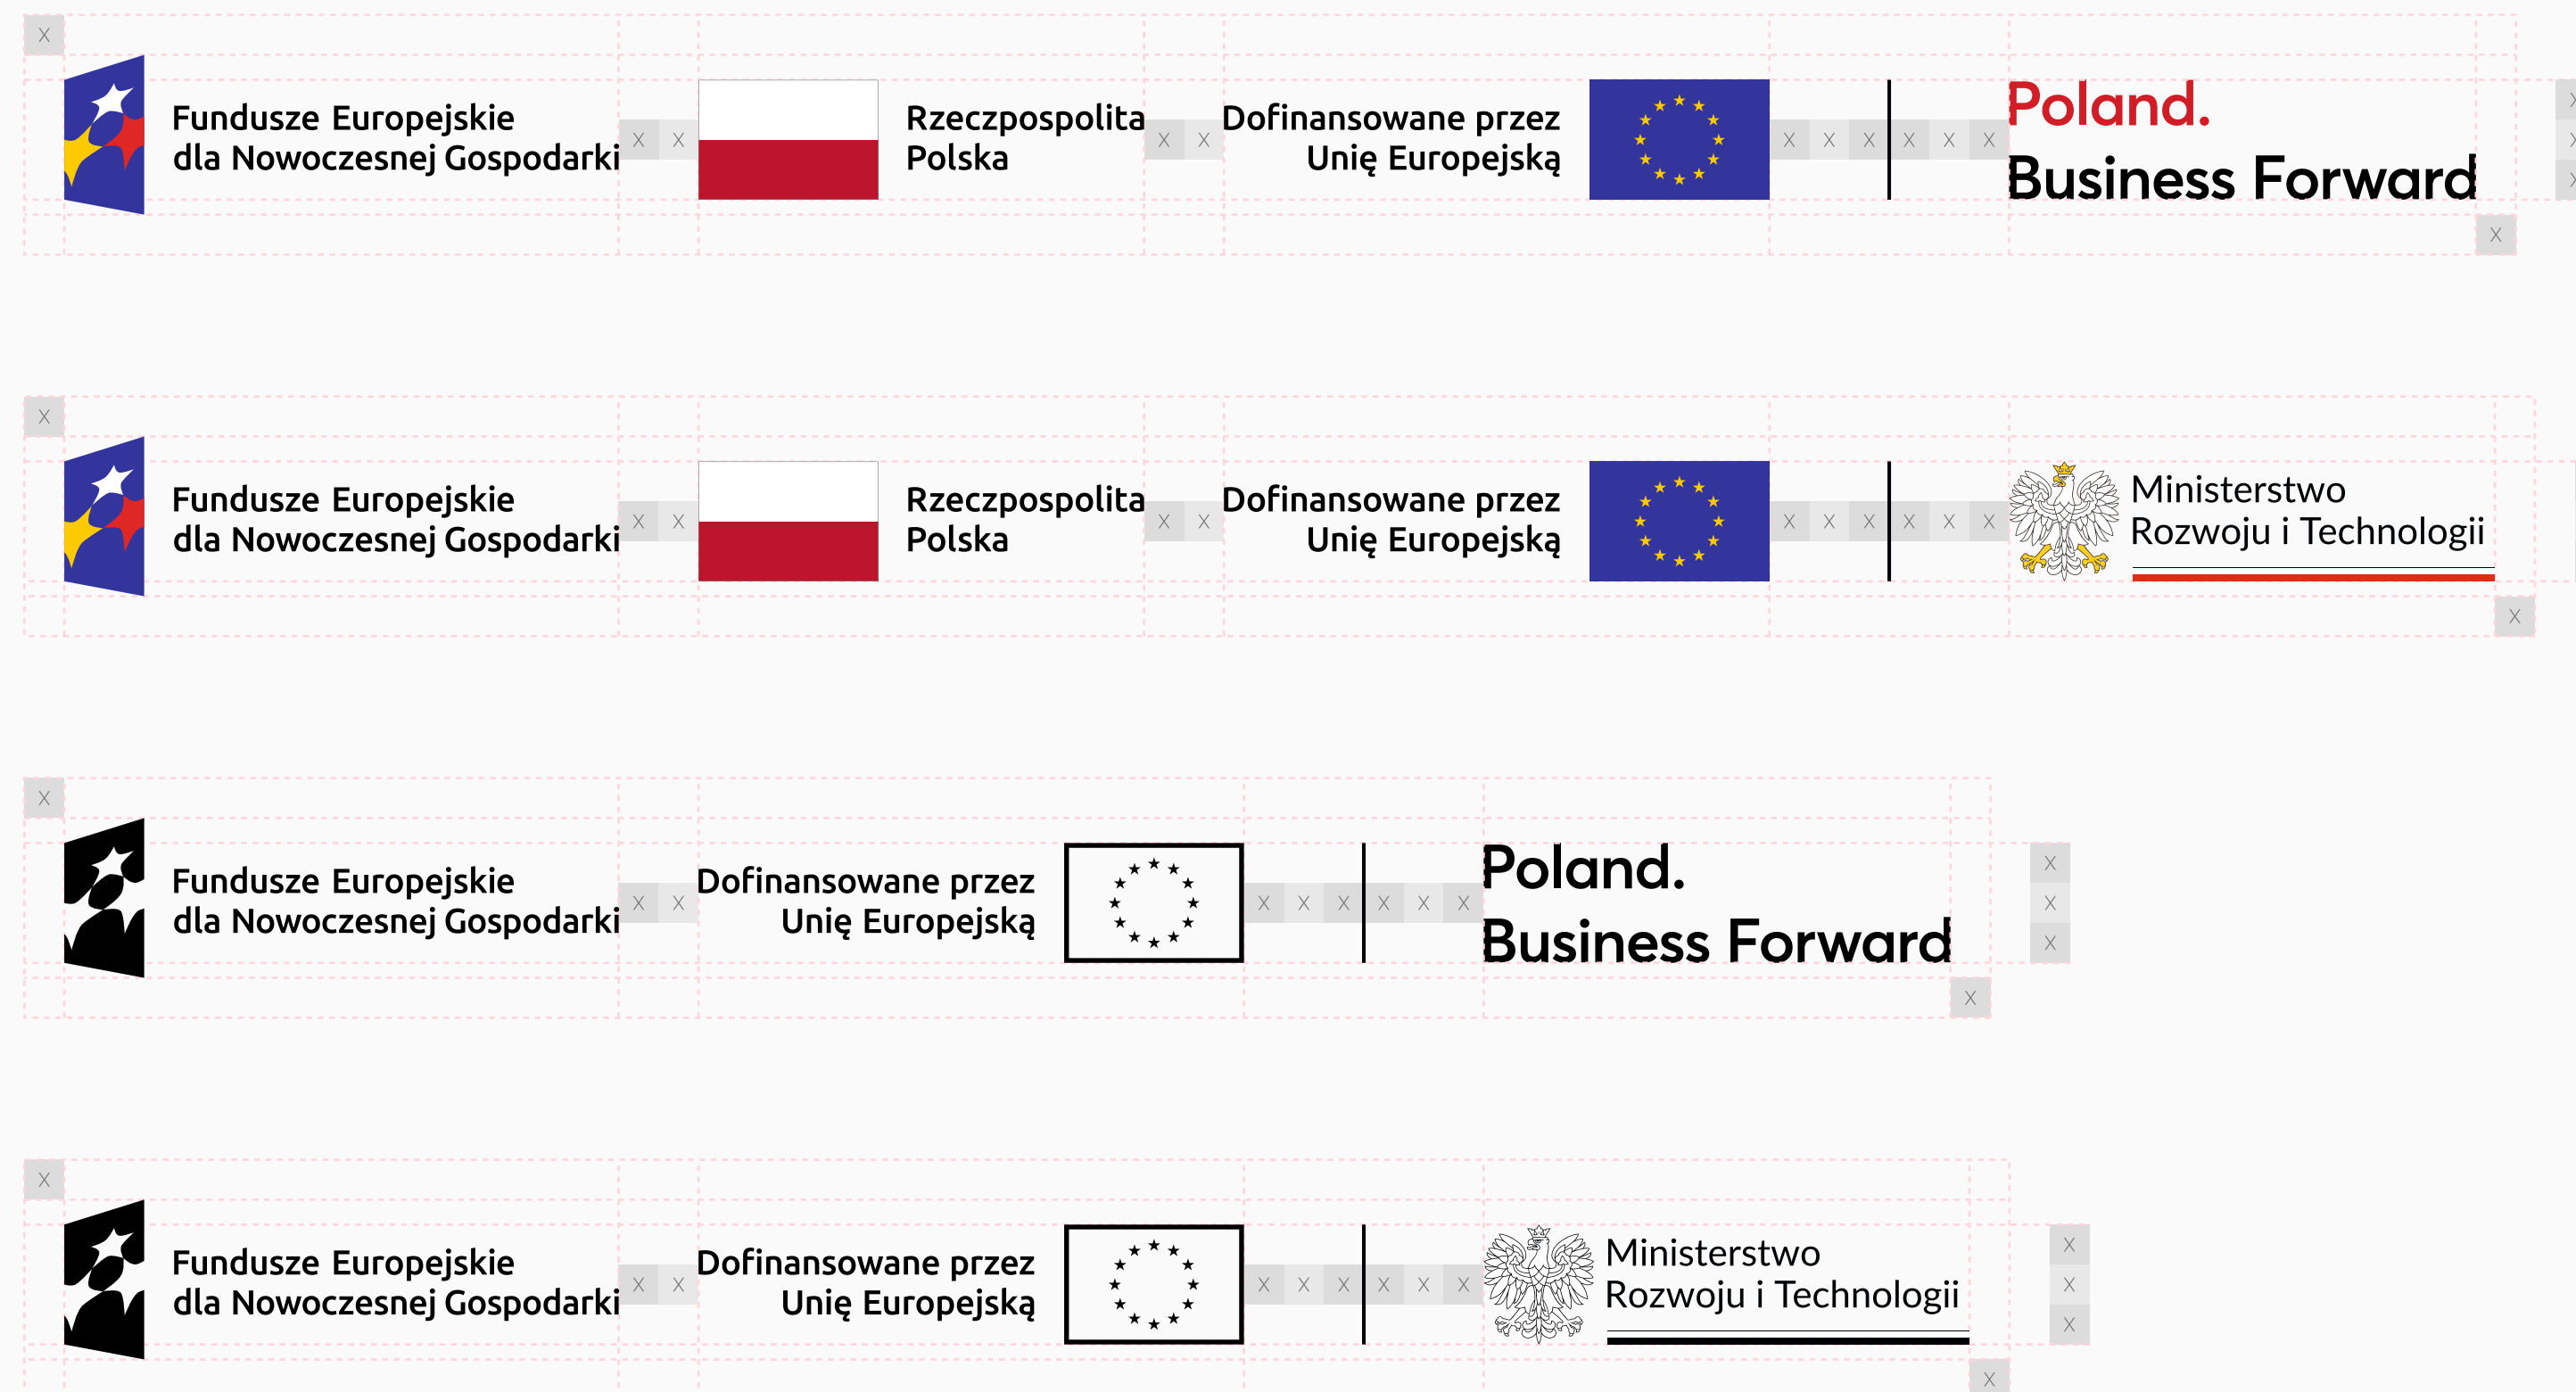 X
Fundusze Europejskie
dla Nowoczesnej Gospodarki
X X
Rzeczpospolita
Polska
X X
Dofinansowane przez
Unię Europejską
X X X X X X
Poland.
Business Forward
X
X
X
X
X
Fundusze Europejskie
dla Nowoczesnej Gospodarki
X X
Rzeczpospolita
Polska
X X
Dofinansowane przez
Unię Europejską
X X X X X X
Ministerstwo
Rozwoju i Technologii
X
X
Fundusze Europejskie
dla Nowoczesnej Gospodarki
X X
Dofinansowane przez
Unię Europejską
X X X X X X
Poland.
Business Forward
X
X
X
X
X
Fundusze Europejskie
dla Nowoczesnej Gospodarki
X X
Dofinansowane przez
Unię Europejską
X X X X X X
Ministerstwo
Rozwoju i Technologii
X
X
X
X